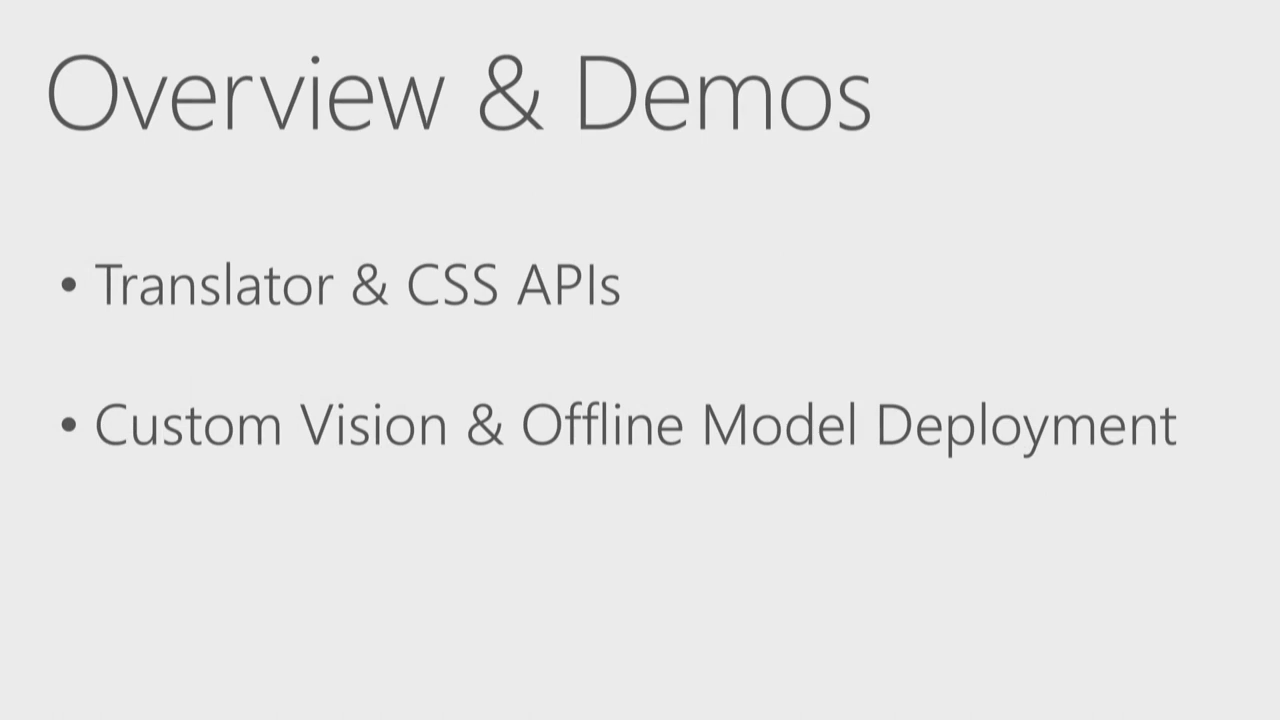 Overview & Demos
• Translator & CSS APIs
• Custom Vision & Offline Model Deployment